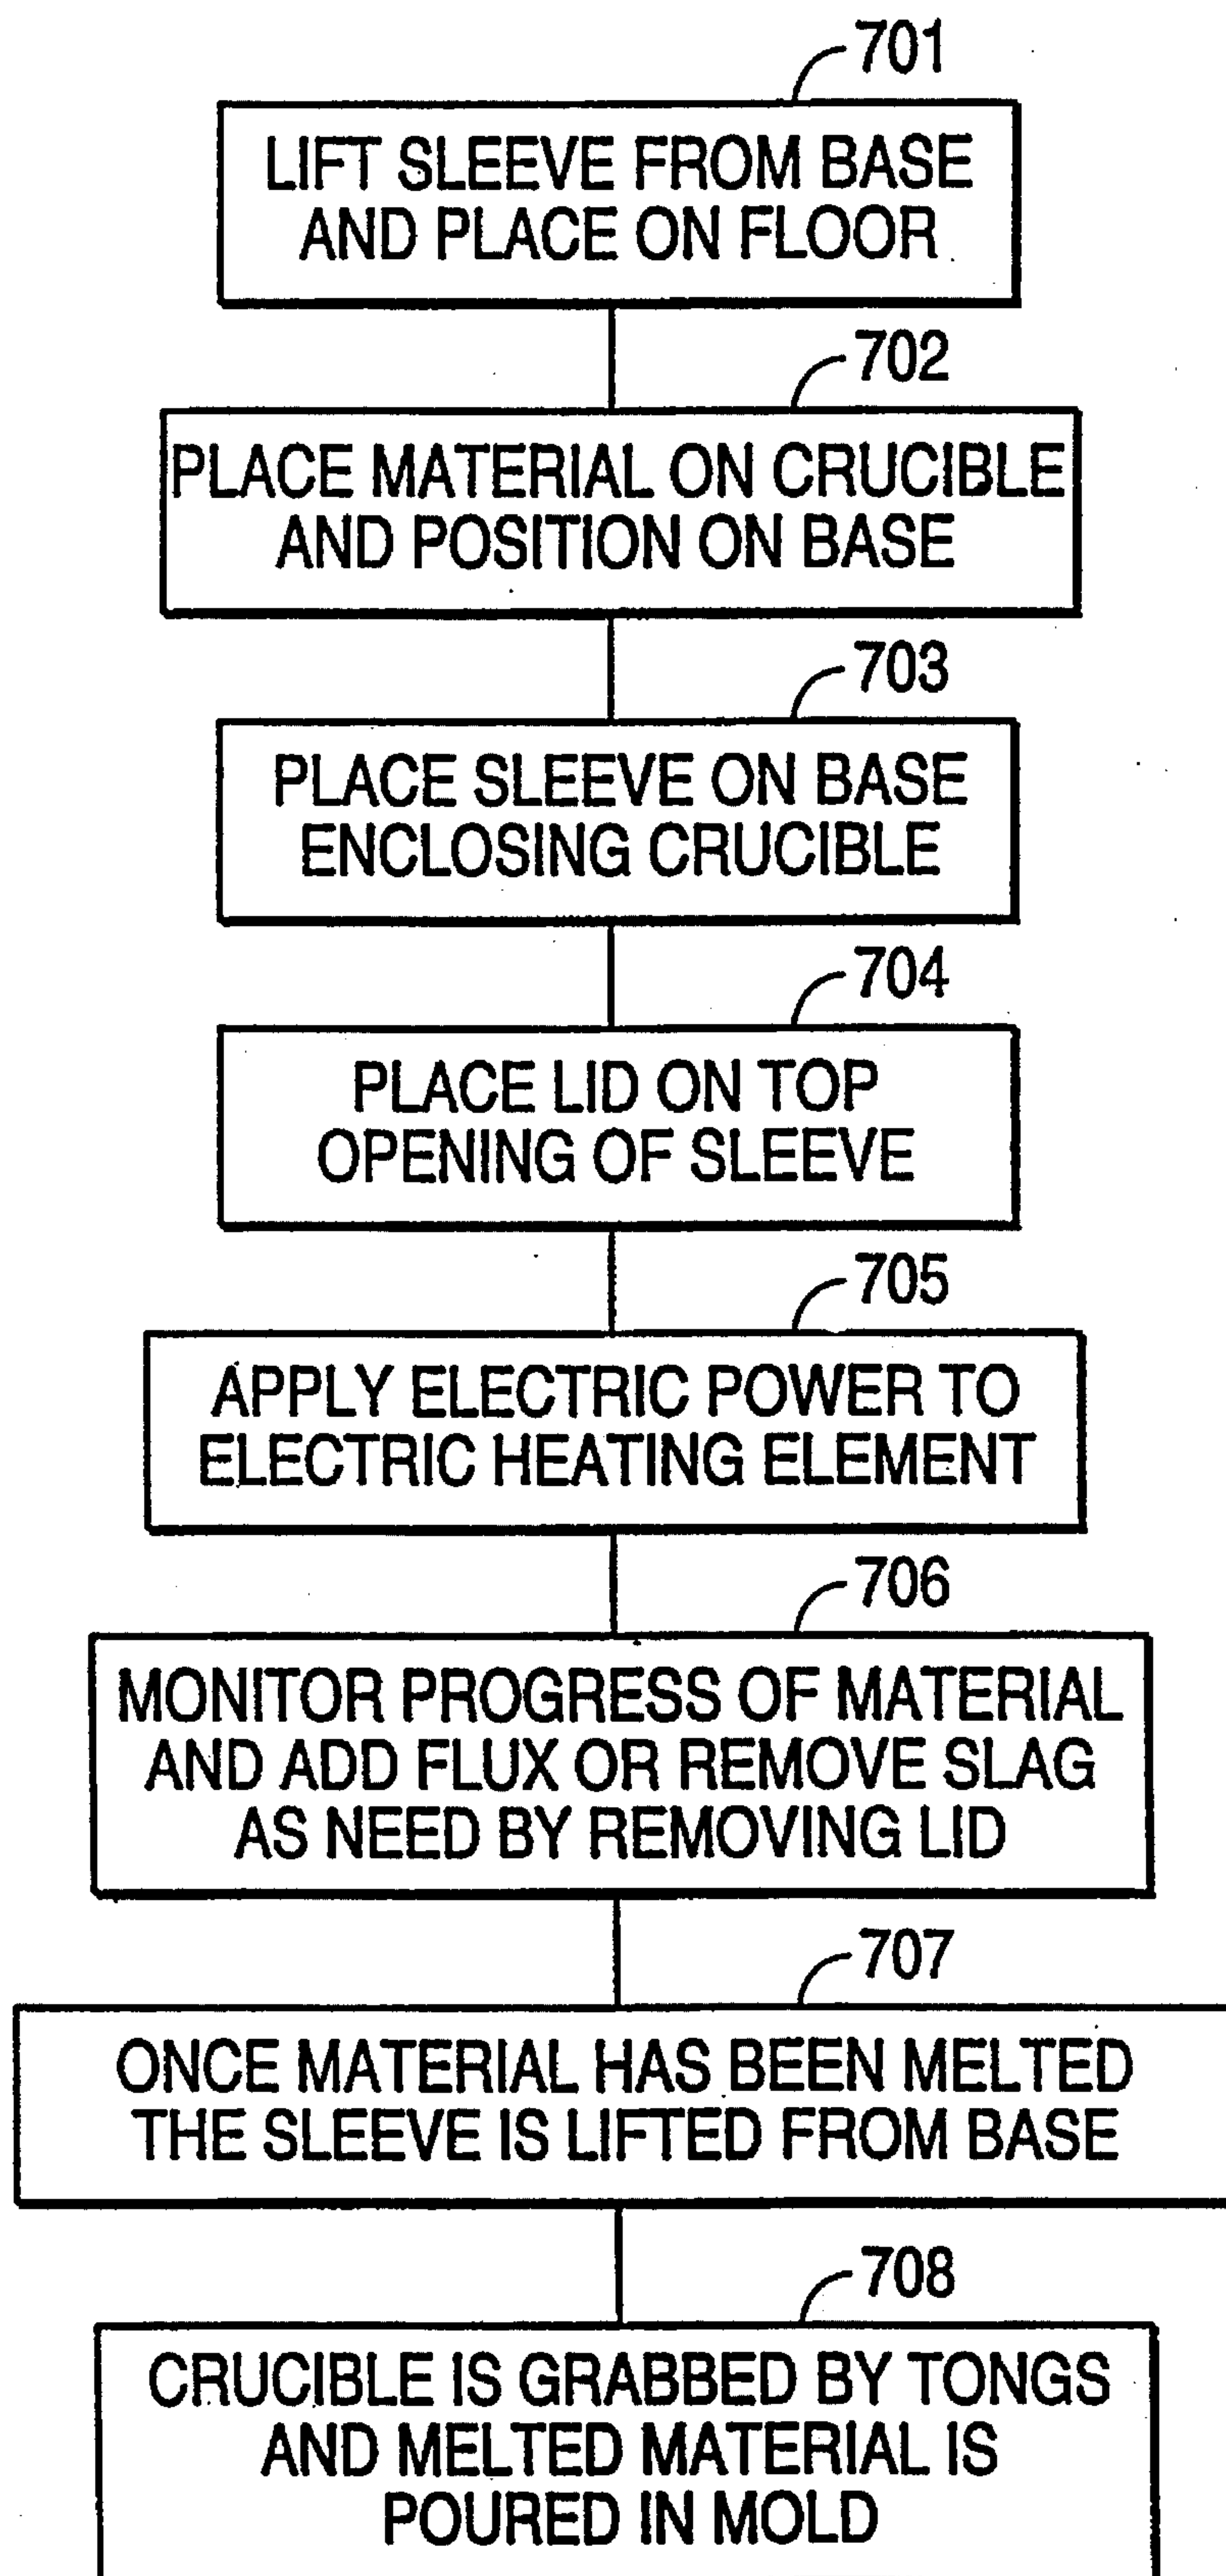 701
LIFT SLEEVE FROM BASE
AND PLACE ON FLOOR
702
PLACE MATERIAL ON CRUCIBLE
AND POSITION ON BASE
703
PLACE SLEEVE ON BASE
ENCLOSING CRUCIBLE
704
PLACE LID ON TOP
OPENING OF SLEEVE
705
APPLY ELECTRIC POWER TO
ELECTRIC HEATING ELEMENT
706
MONITOR PROGRESS OF MATERIAL
AND ADD FLUX OR REMOVE SLAG
AS NEED BY REMOVING LID
707
ONCE MATERIAL HAS BEEN MELTED
THE SLEEVE IS LIFTED FROM BASE
708
CRUCIBLE IS GRABBED BY TONGS
AND MELTED MATERIAL IS
POURED IN MOLD